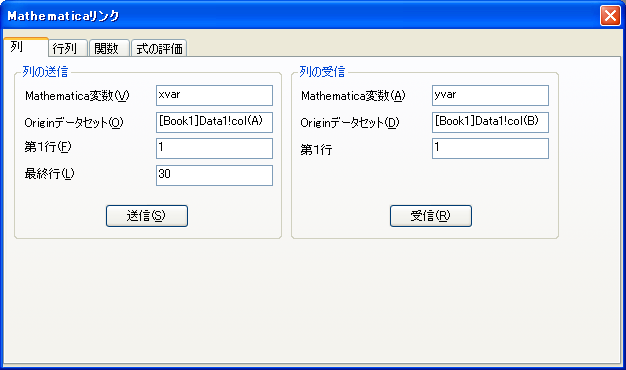 Mathematicaリンク
列 行列 関数 式の評価
列の送信
Mathematica変数(V) xvar
Originデータセット(O) [Book1]Data1!col(A)
第1行(F) 1
最終行(L) 30
送信(S)
列の受信
Mathematica変数(A) yvar
Originデータセット(D) [Book1]Data1!col(B)
第1行 1
受信(R)